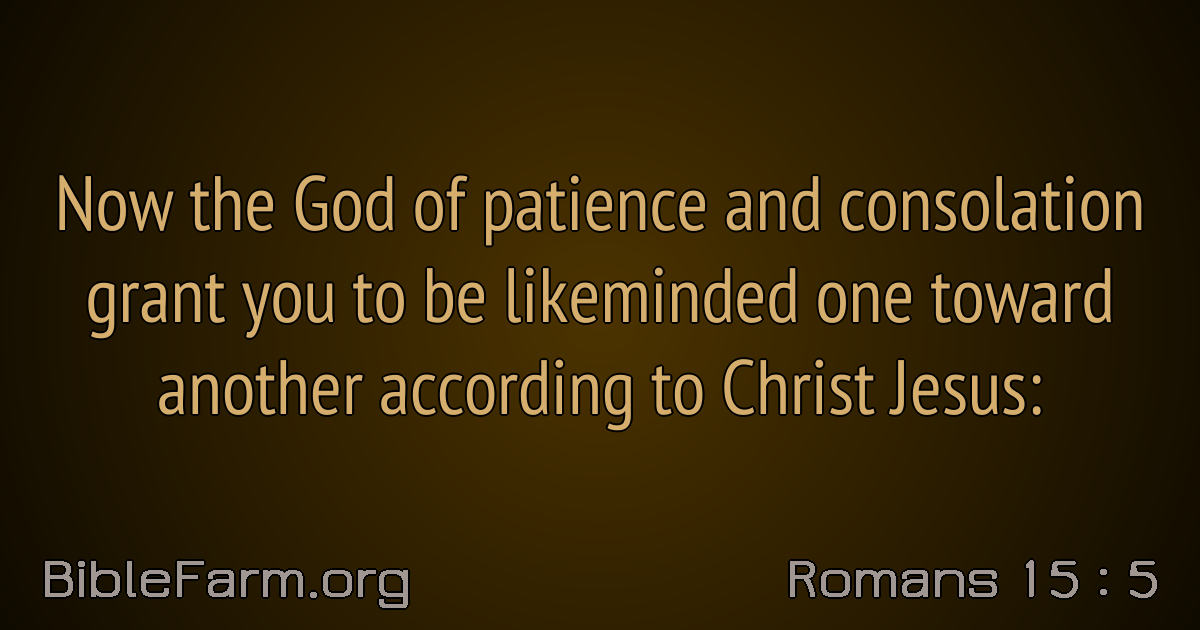 Now the God of patience and consolation
grant you to be likeminded one toward
another according to Christ Jesus:
BibleFarm.org
Romans 15 : 5